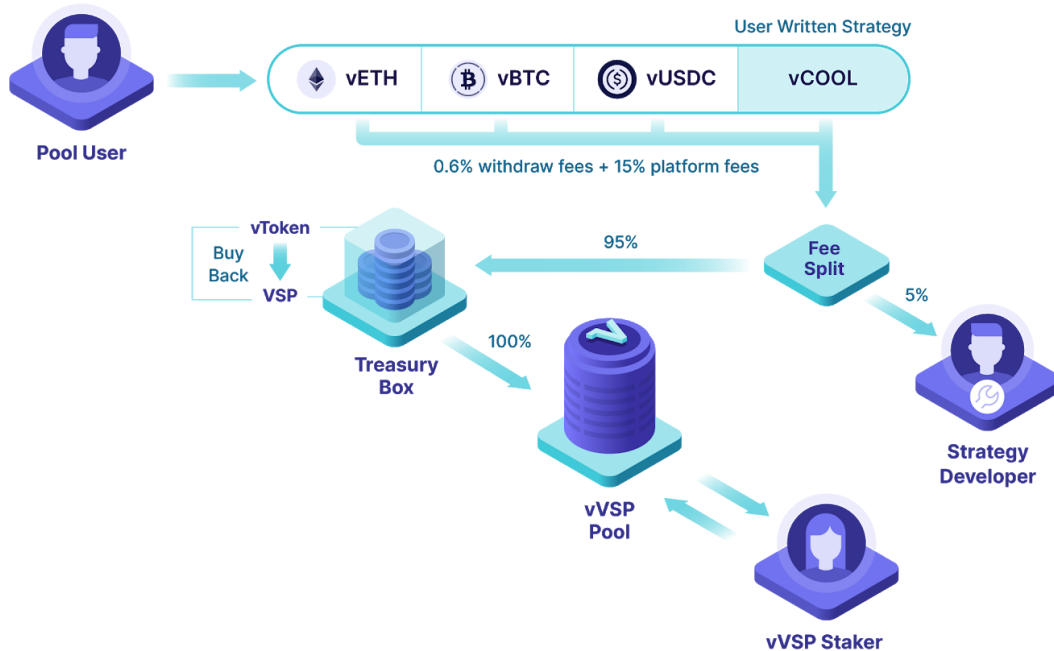 User Written Strategy
vETH
vBTC
vUSDC
vCOOL
Pool User
0.6% withdraw fees + 15% platform fees
vToken
Buy
Back
VSP
95%
Fee
Split
5%
Treasury
Box
100%
Strategy
Developer
vVSP
Pool
vVSP Staker